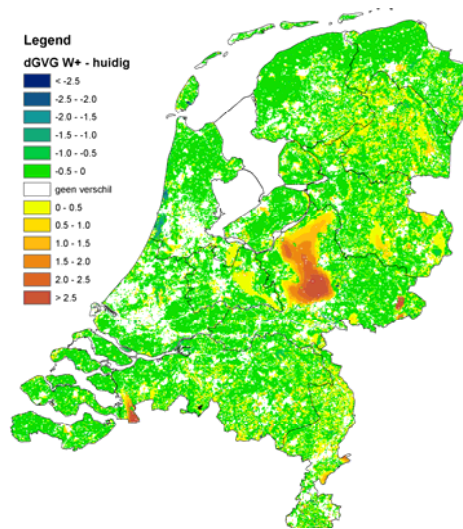 Legend
dGVG W+ - huidig
< -2.5
-2.5 - -2.0
-2.0 - -1.5
-1.5 - -1.0
-1.0 - -0.5
-0.5 - 0
geen verschil
0 - 0.5
0.5 - 1.0
1.0 - 1.5
1.5 - 2.0
2.0 - 2.5
> 2.5